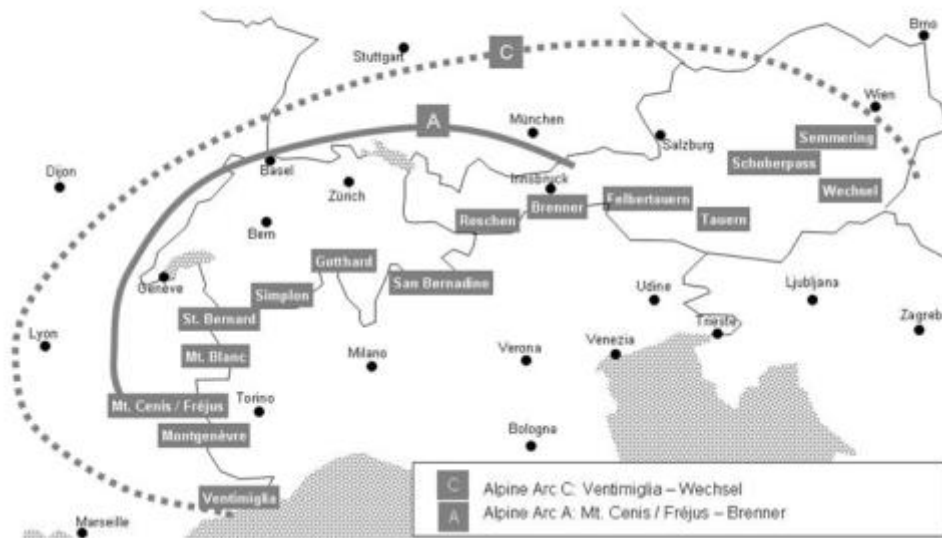 Brno
Stuttgart
C
Wien
A
München
Salzburg
Semmering
Schoberpass
Basel
Dijon
Zürich
Innsbruck
Wechsel
Felbertauern
Brenner
Reschen
Tauern
Bern
Gotthard
Genève
San Bernadine
Simplon
Udine
Ljubljana
St. Bernard
Lyon
Trieste
Zagreb
Mt. Blanc
Milano
Verona
Venezia
Mt. Cenis / Fréjus
Torino
Montgenèvre
Bologna
Ventimiglia
Marseille
C Alpine Arc C: Ventimiglia – Wechsel
A Alpine Arc A: Mt. Cenis / Fréjus – Brenner